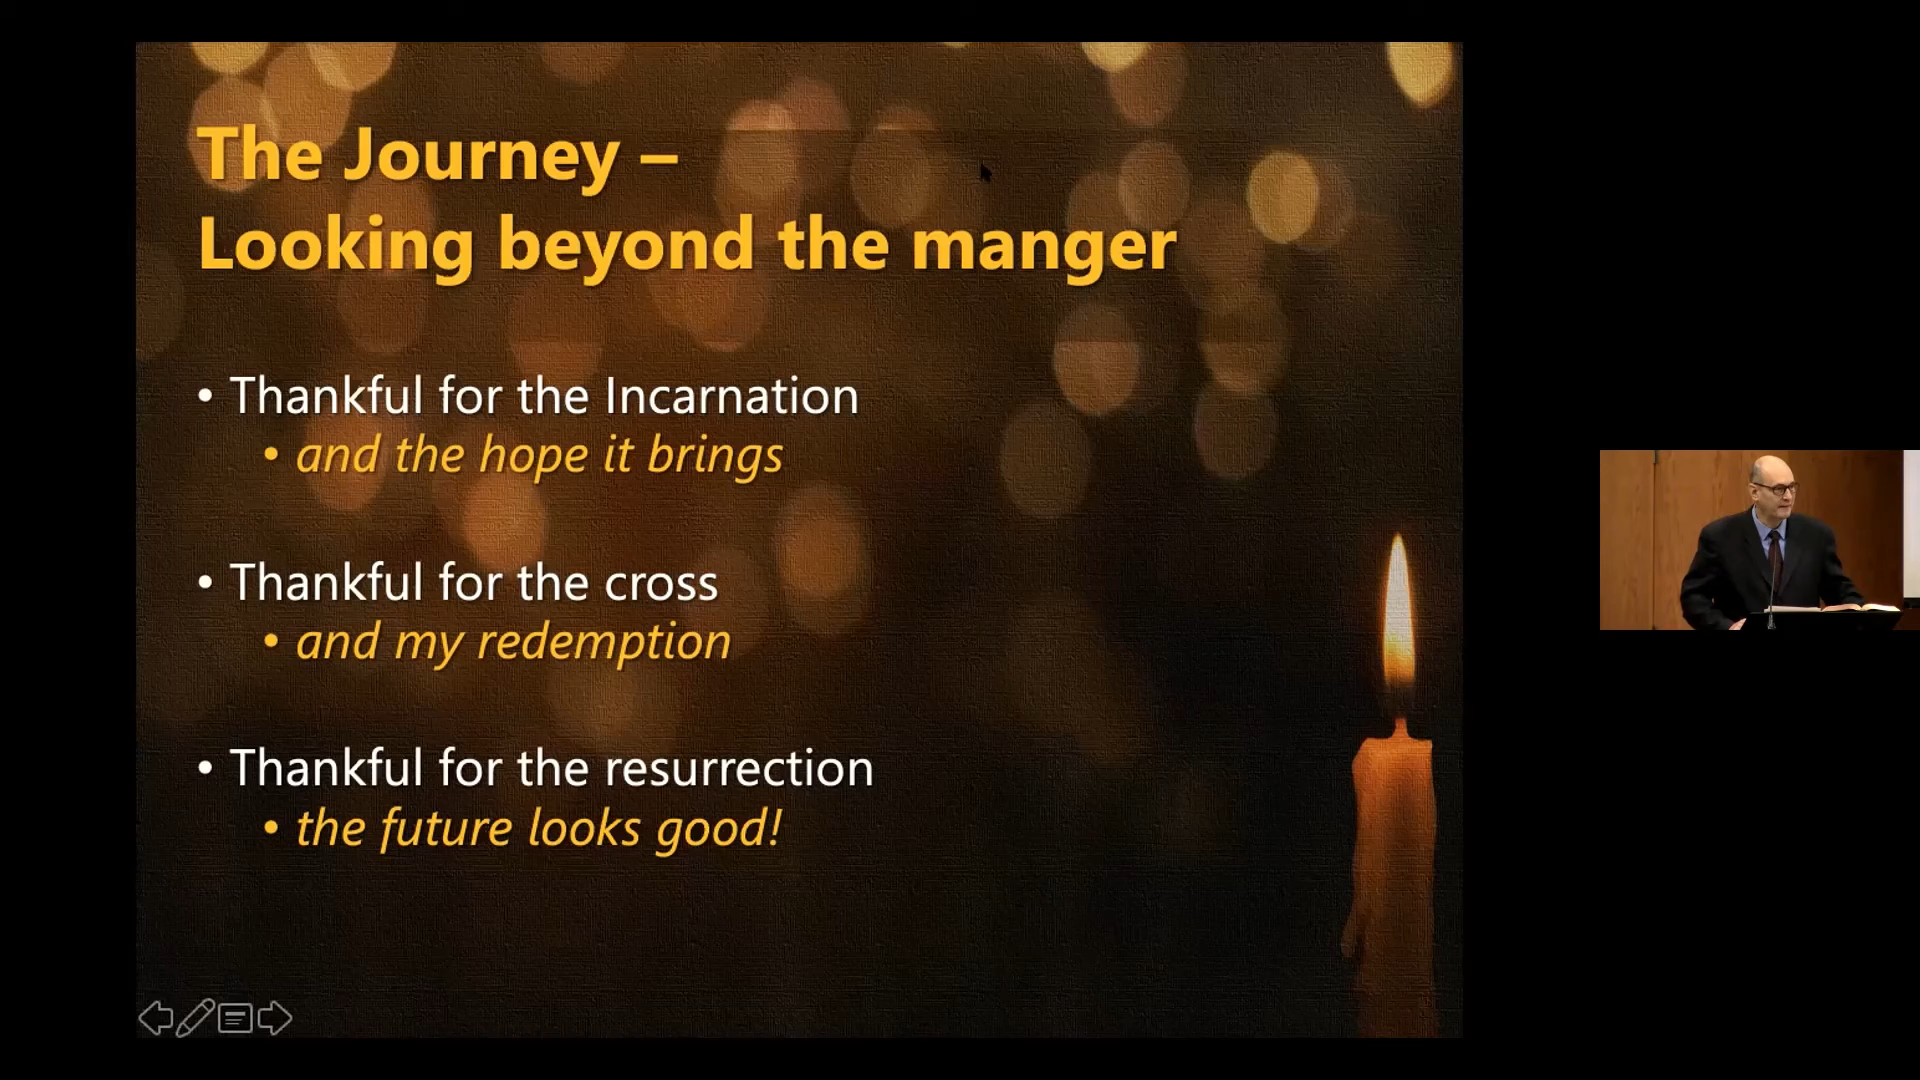 The Journey –
Looking beyond the manger
• Thankful for the Incarnation
• and the hope it brings
• Thankful for the cross
• and my redemption
• Thankful for the resurrection
• the future looks good!